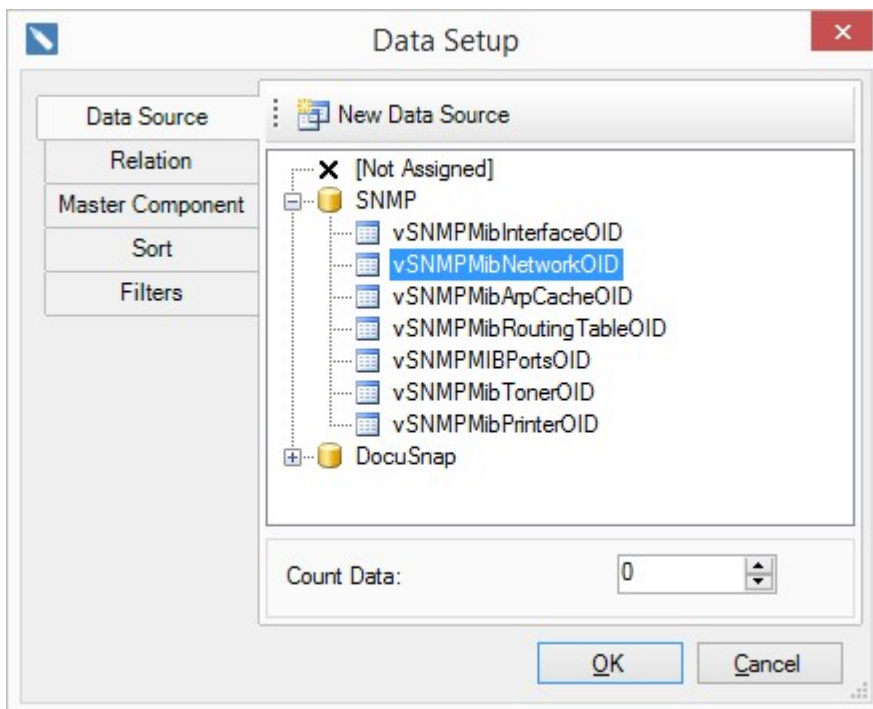 Data Setup
Data Source
Relation
Master Component
Sort
Filters
New Data Source
[Not Assigned]
SNMP
vSNMPMibInterfaceOID
vSNMPMibNetworkOID
vSNMPMibArpCacheOID
vSNMPMibRoutingTableOID
vSNMPMIBPortsOID
vSNMPMibTonerOID
vSNMPMibPrinterOID
DocuSnap
Count Data: 0
OK Cancel